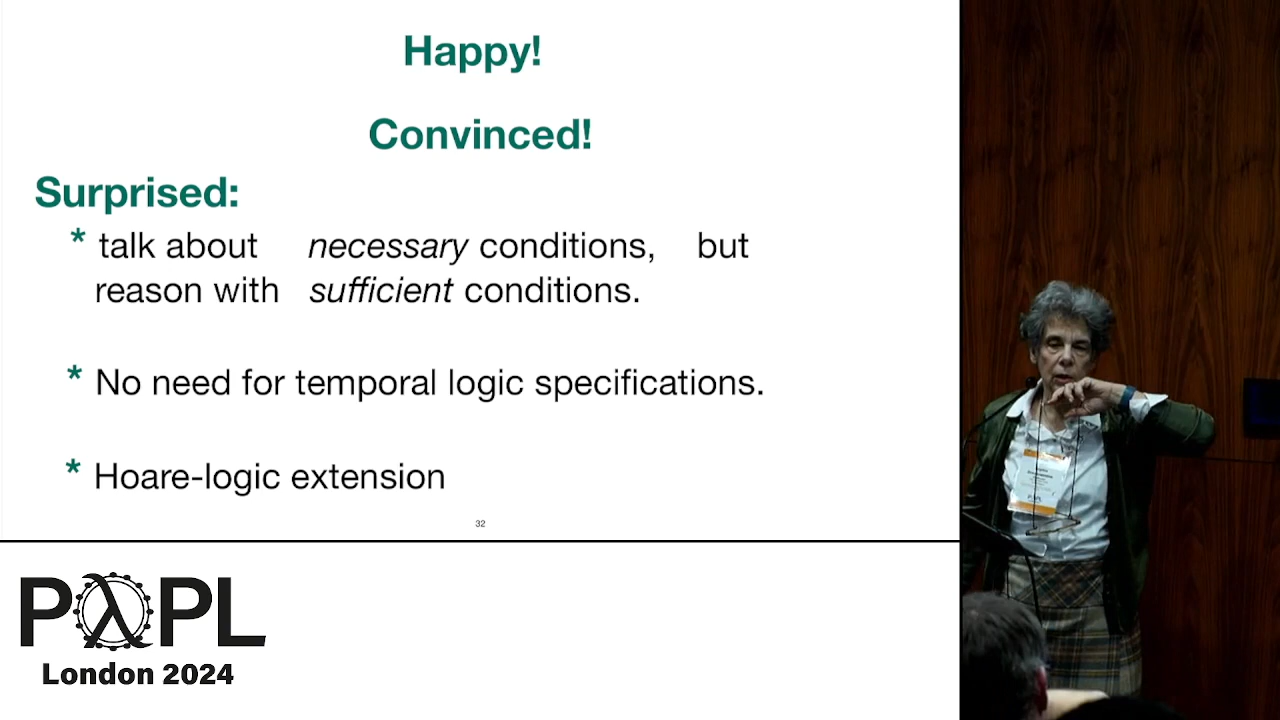 Happy!
Convinced!
Surprised:
* talk about necessary conditions, but
reason with sufficient conditions.
* No need for temporal logic specifications.
* Hoare-logic extension
32
PλPL
London 2024